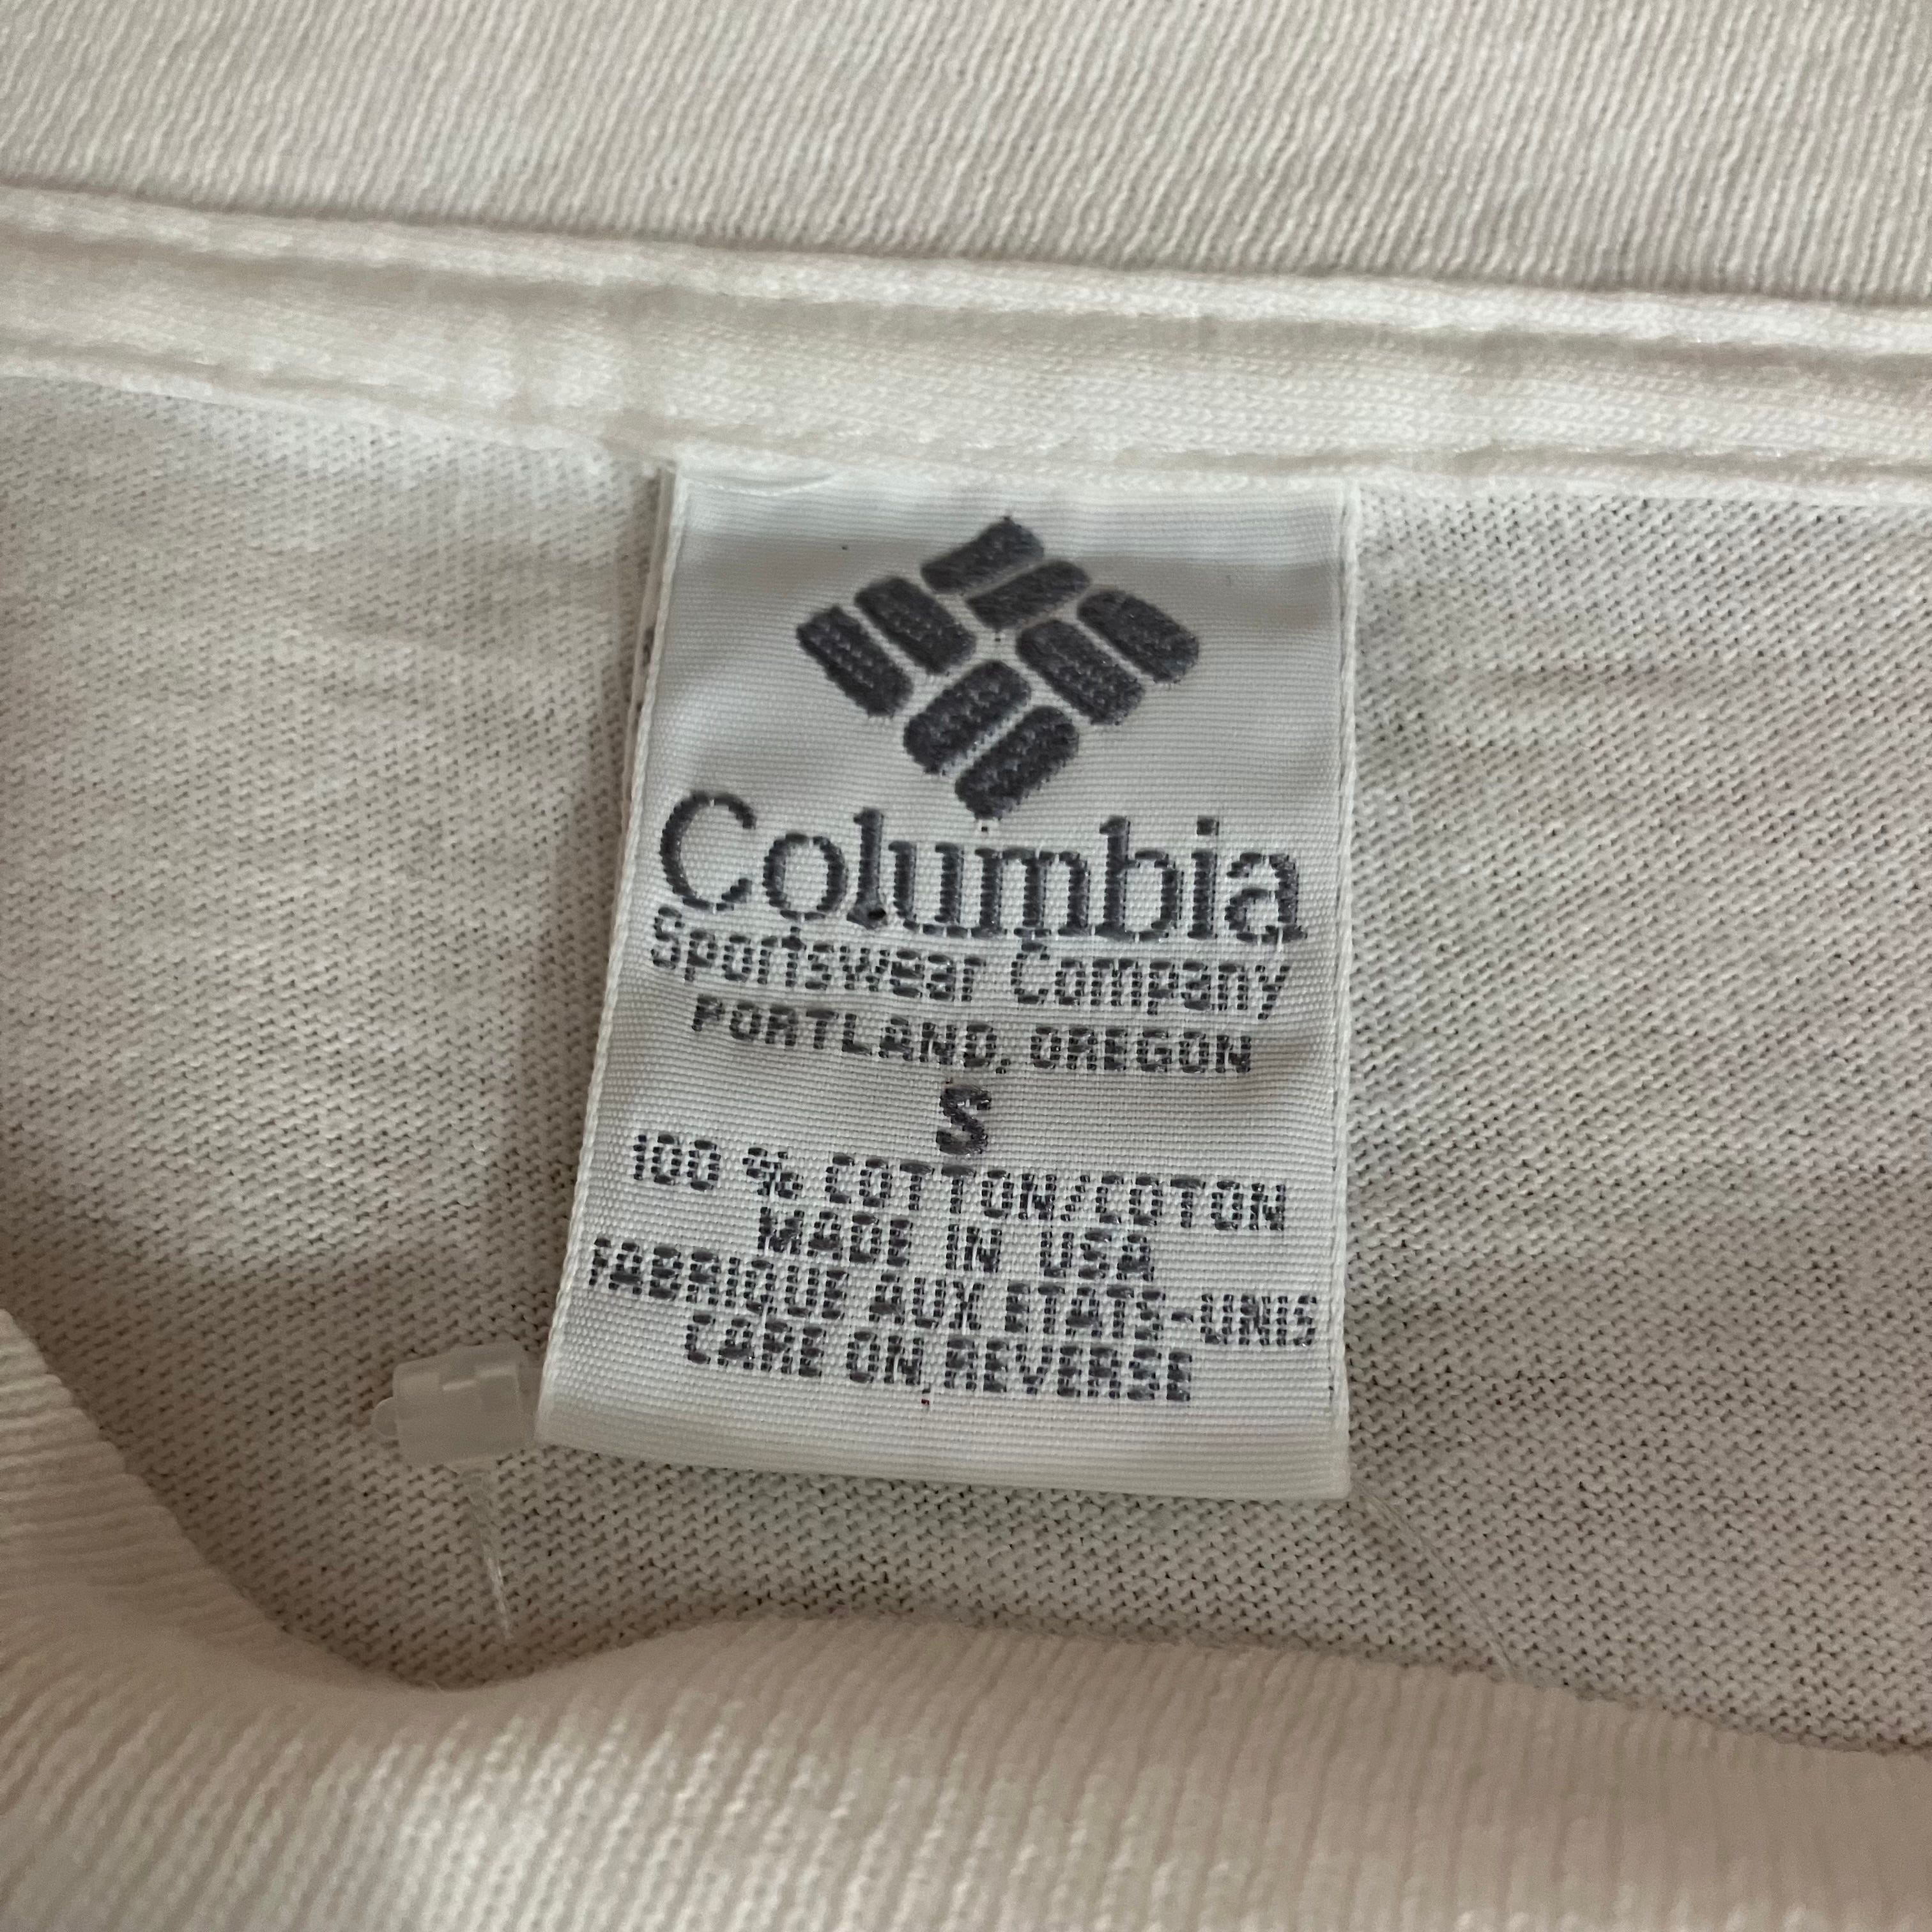 Columbia
Sportswear Company
PORTLAND, OREGON
S
100 % COTTON/COTON
MADE IN USA
FABRIQUE AUX ETATS-UNIS
CARE ON REVERSE